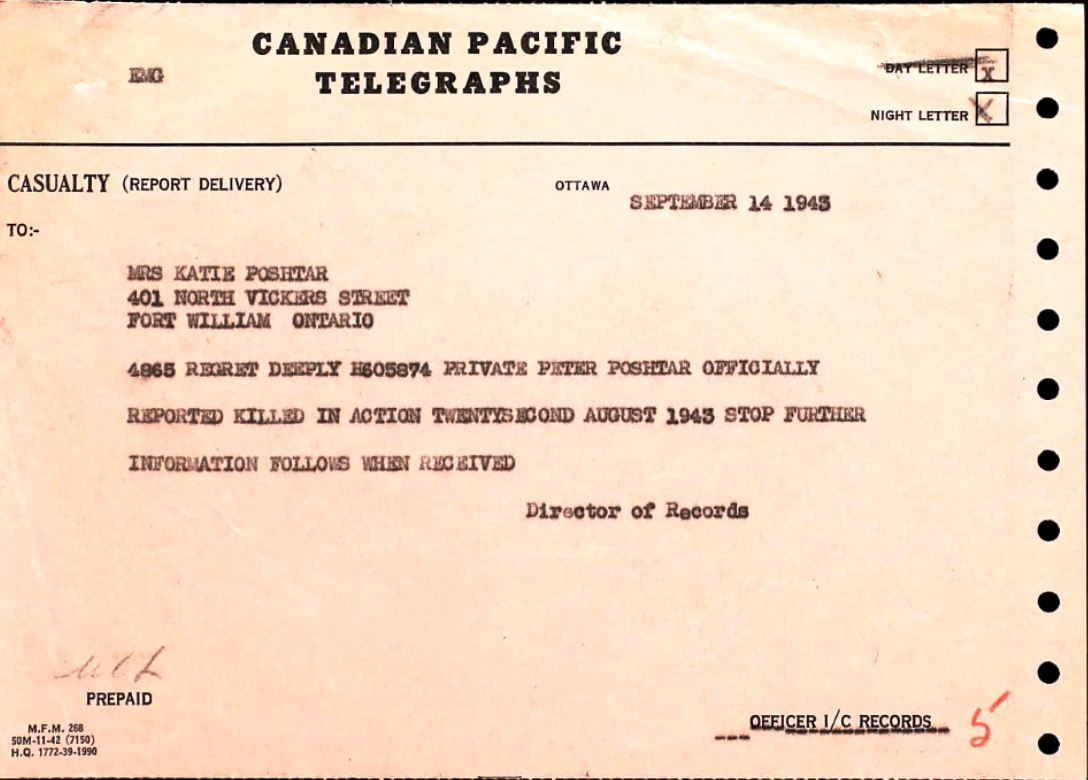 CANADIAN PACIFIC
TELEGRAPHS
EMG
DAY LETTER X
NIGHT LETTER X
CASUALTY (REPORT DELIVERY)
OTTAWA
SEPTEMBER 14 1943
TO:-
MRS KATIE POSHTAR
401 NORTH VICKERS STREET
FORT WILLIAM ONTARIO
4865 REGRET DEEPLY H605874 PRIVATE PETER POSHTAR OFFICIALLY
REPORTED KILLED IN ACTION TWENTYSECOND AUGUST 1943 STOP FURTHER
INFORMATION FOLLOWS WHEN RECEIVED
Director of Records
PREPAID
M.F.M. 268
50M-11-42 (7150)
H.Q. 1772-39-1990
OFFICER I/C RECORDS
5